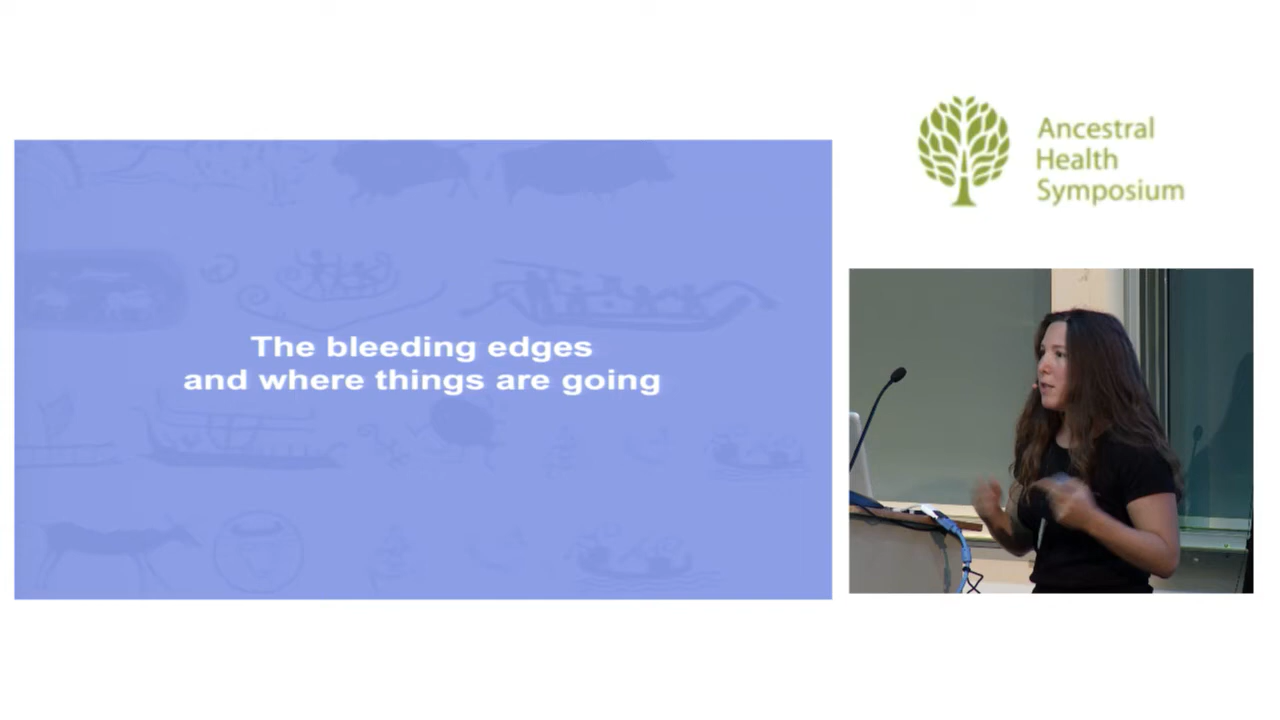 The bleeding edges
and where things are going
Ancestral
Health
Symposium